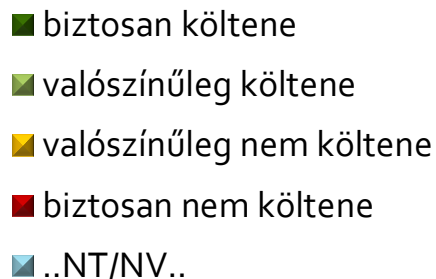 biztosan költene
valószínűleg költene
valószínűleg nem költene
biztosan nem költene
..NT/NV..